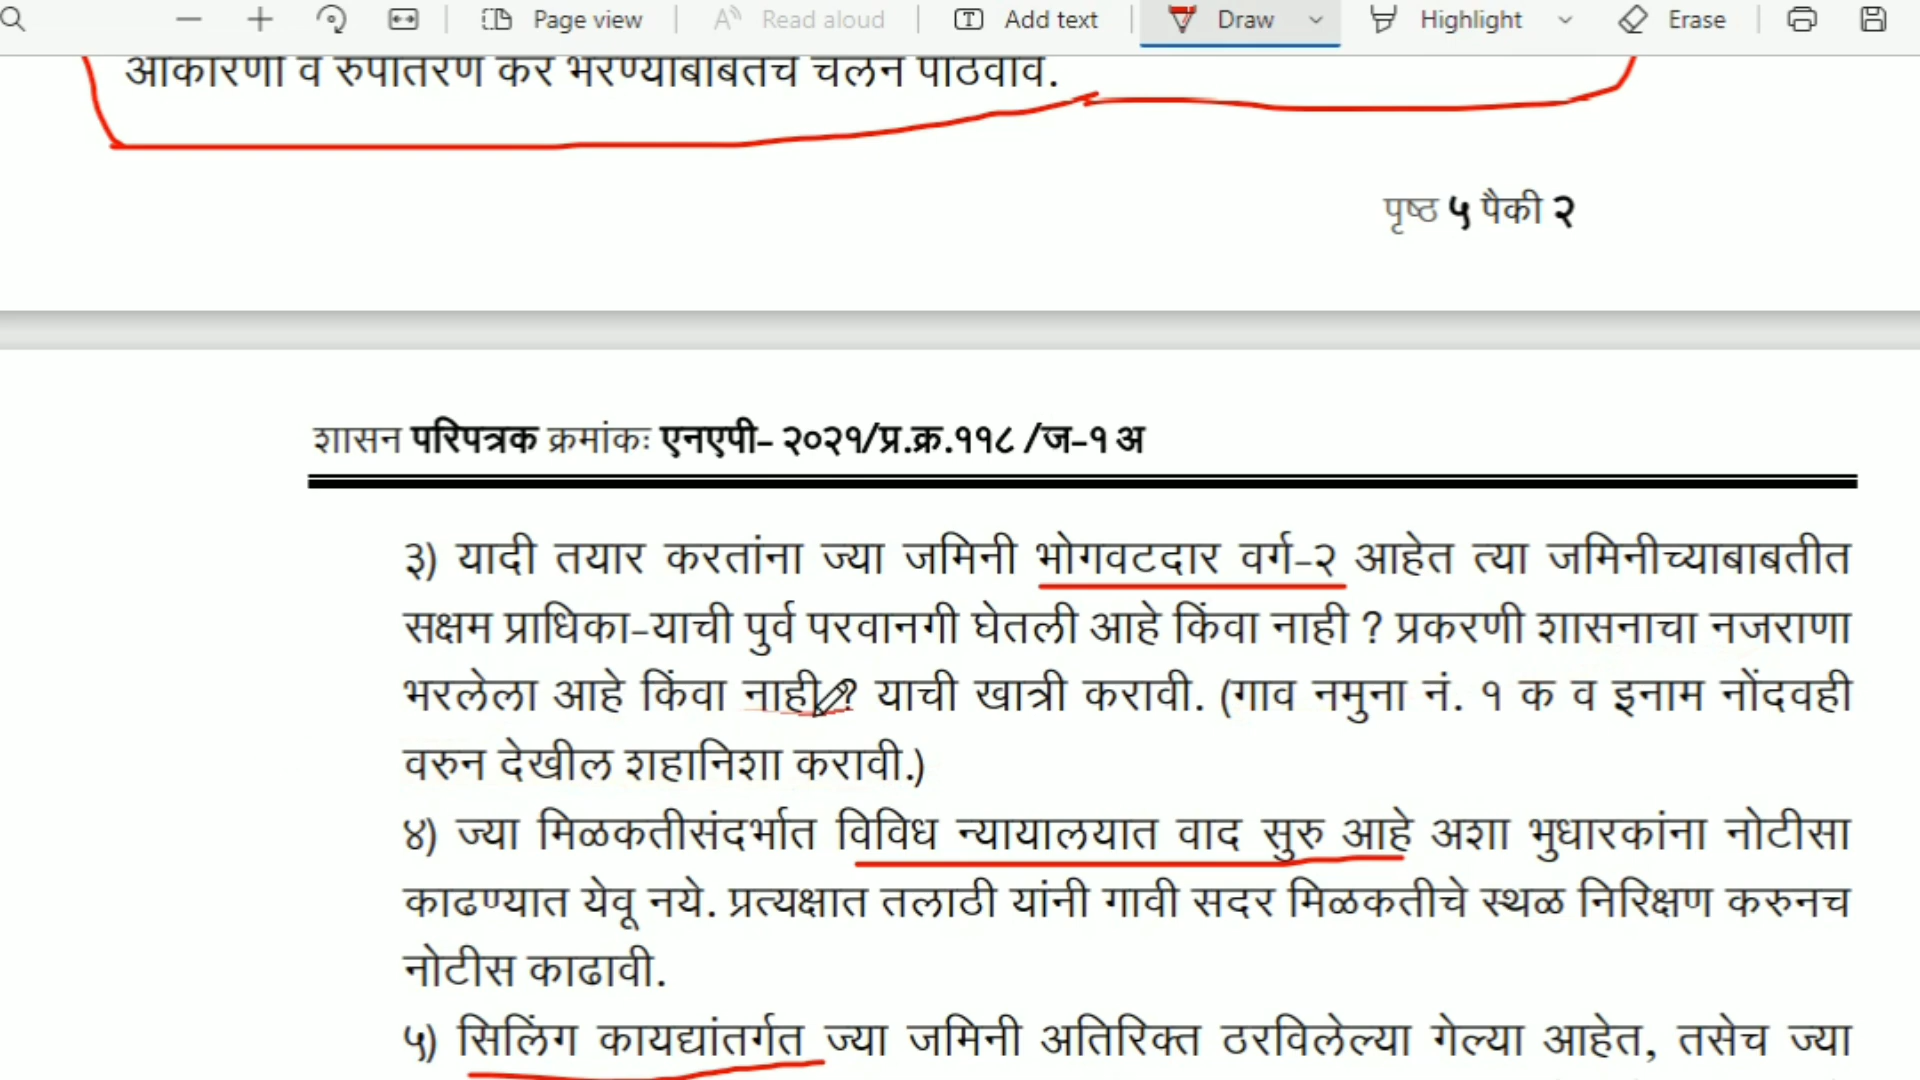 Page view
Read aloud
Add text
Draw
Highlight
Erase
आकारणी व रुपांतरण कर भरण्याबाबतचे चलन पाठवावे.
पृष्ठ ५ पैकी २
शासन परिपत्रक क्रमांकः एनएपी- २०२१/प्र.क्र.११८ /ज-१अ
३) यादी तयार करतांना ज्या जमिनी भोगवटदार वर्ग-२ आहेत त्या जमिनीच्याबाबतीत
सक्षम प्राधिका-याची पुर्व परवानगी घेतली आहे किंवा नाही ? प्रकरणी शासनाचा नजराणा
भरलेला आहे किंवा नाही? याची खात्री करावी. (गाव नमुना नं. १ क व इनाम नोंदवही
वरुन देखील शहानिशा करावी.)
४) ज्या मिळकतीसंदर्भात विविध न्यायालयात वाद सुरु आहे अशा भुधारकांना नोटीसा
काढण्यात येवू नये. प्रत्यक्षात तलाठी यांनी गावी सदर मिळकतीचे स्थळ निरिक्षण करुनच
नोटीस काढावी.
५) सिलिंग कायद्यांतर्गत ज्या जमिनी अतिरिक्त ठरविलेल्या गेल्या आहेत, तसेच ज्या